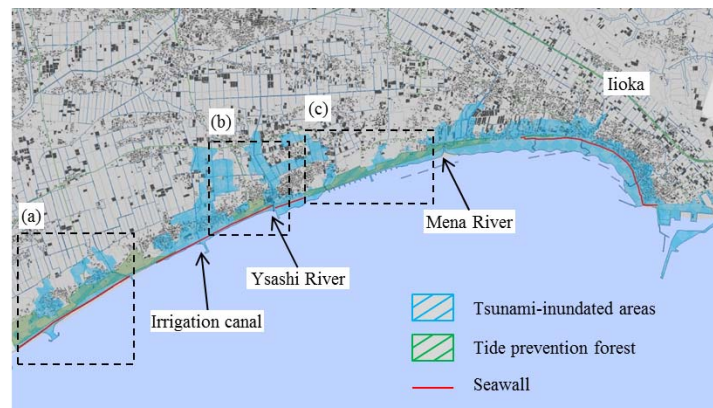 Iioka
(c)
(b)
(a)
Mena River
Ysashi River
Irrigation canal
Tsunami-inundated areas
Tide prevention forest
Seawall